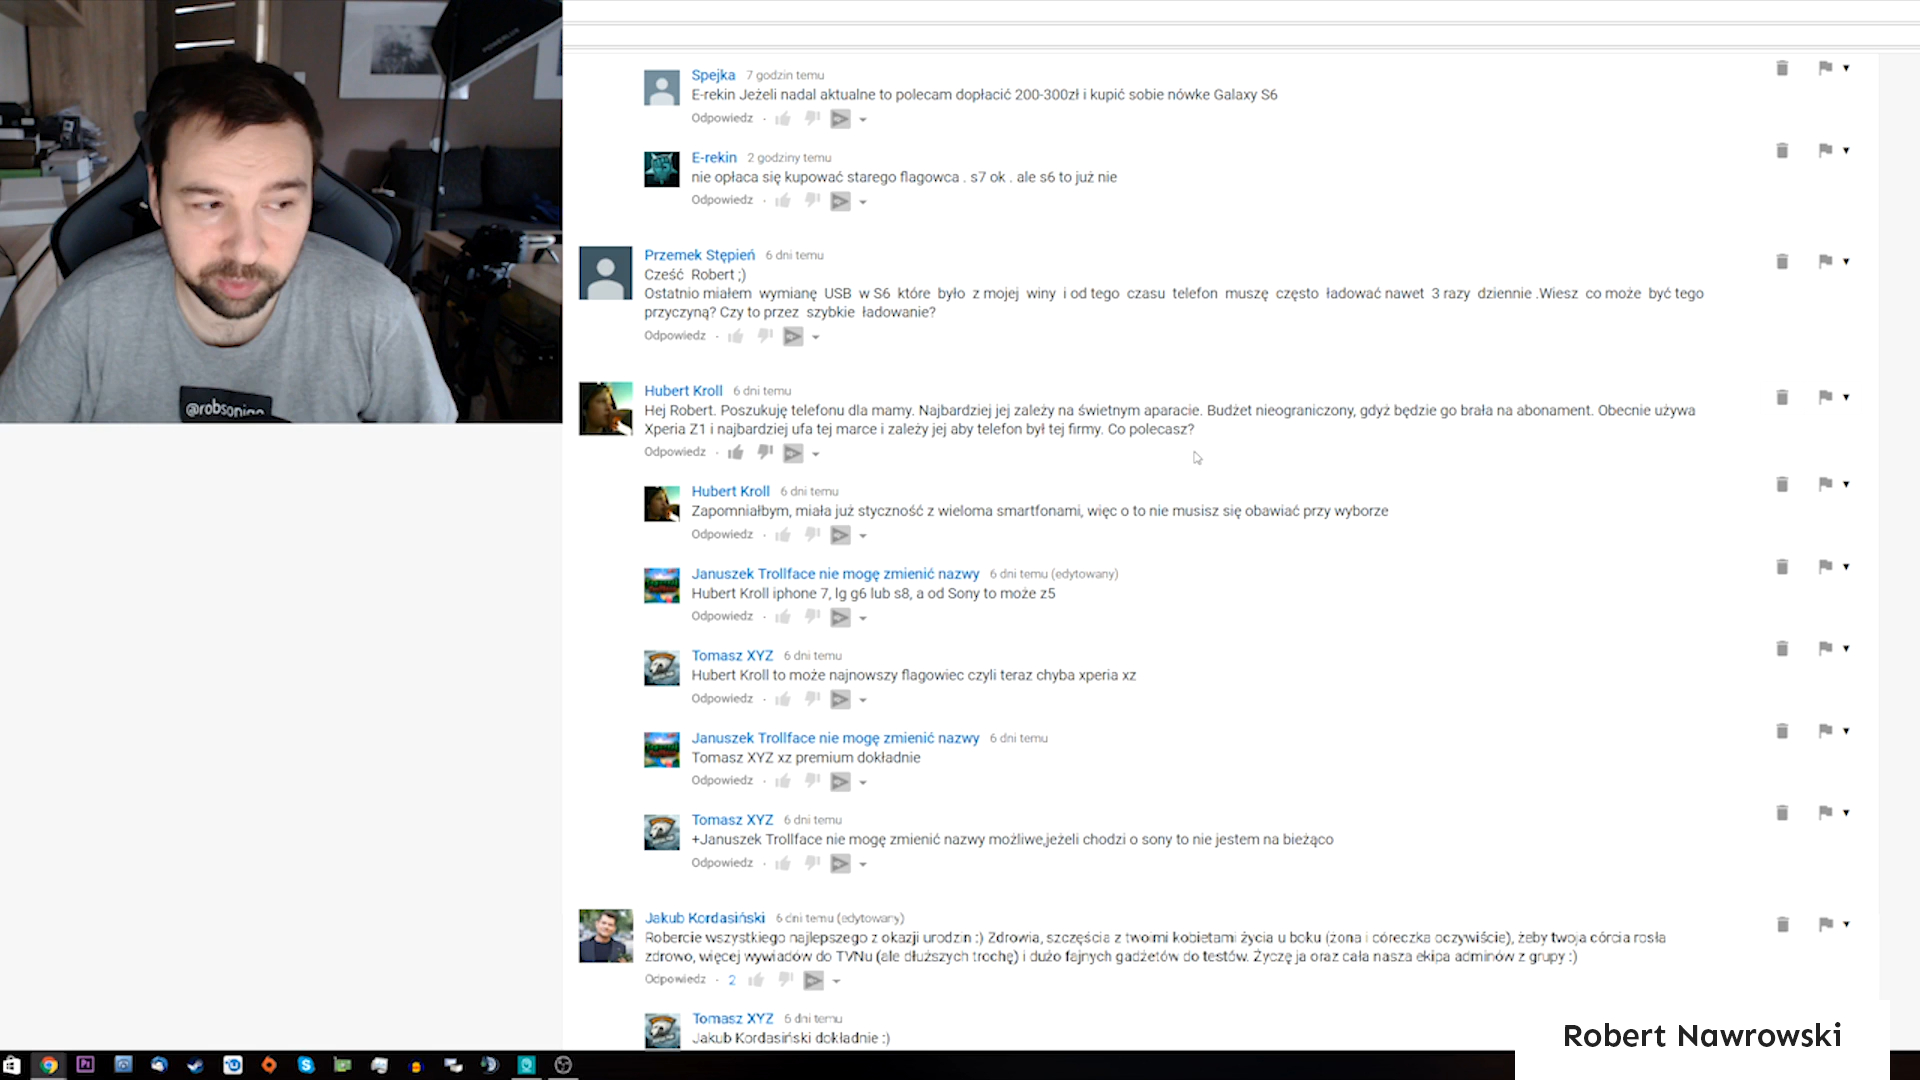 Spejka 7 godzin temu
E-rekin Jeżeli nadal aktualne to polecam dopłacić 200-300zł i kupić sobie nówke Galaxy S6
Odpowiedz
E-rekin 2 godziny temu
nie opłaca się kupować starego flagowca . s7 ok . ale s6 to już nie
Odpowiedz
Przemek Stępień 6 dni temu
Cześć Robert ;)
Ostatnio miałem wymianę USB w S6 które było z mojej winy i od tego czasu telefon muszę często ładować nawet 3 razy dziennie .Wiesz co może być tego
przyczyną? Czy to przez szybkie ładowanie?
Odpowiedz
Hubert Kroll 6 dni temu
Hej Robert. Poszukuję telefonu dla mamy. Najbardziej jej zależy na świetnym aparacie. Budżet nieograniczony, gdyż będzie go brała na abonament. Obecnie używa
Xperia Z1 i najbardziej ufa tej marce i zależy jej aby telefon był tej firmy. Co polecasz?
Odpowiedz
Hubert Kroll 6 dni temu
Zapomniałbym, miała już styczność z wieloma smartfonami, więc o to nie musisz się obawiać przy wyborze
Odpowiedz
Januszek Trollface nie mogę zmienić nazwy 6 dni temu (edytowany)
Hubert Kroll iphone 7, lg g6 lub s8, a od Sony to może z5
Odpowiedz
Tomasz XYZ 6 dni temu
Hubert Kroll to może najnowszy flagowiec czyli teraz chyba xperia xz
Odpowiedz
Januszek Trollface nie mogę zmienić nazwy 6 dni temu
Tomasz XYZ xz premium dokładnie
Odpowiedz
Tomasz XYZ 6 dni temu
+Januszek Trollface nie mogę zmienić nazwy możliwe,jeżeli chodzi o sony to nie jestem na bieżąco
Odpowiedz
Jakub Kordasiński 6 dni temu (edytowany)
Robercie wszystkiego najlepszego z okazji urodzin :) Zdrowia, szczęścia z twoimi kobietami życia u boku (żona i córeczka oczywiście), żeby twoja córcia rosła
zdrowo, więcej wywiadów do TVNu (ale dłuższych trochę) i dużo fajnych gadżetów do testów. Życzę ja oraz cała nasza ekipa adminów z grupy :)
Odpowiedz 2
Tomasz XYZ 6 dni temu
Jakub Kordasiński dokładnie :)
Robert Nawrowski